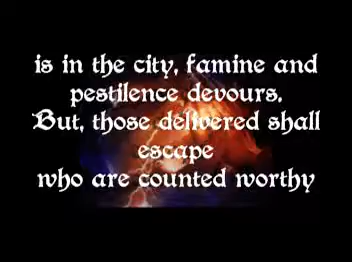 is in the city, famine and
pestilence devours.
But, those delivered shall
escape
who are counted worthy